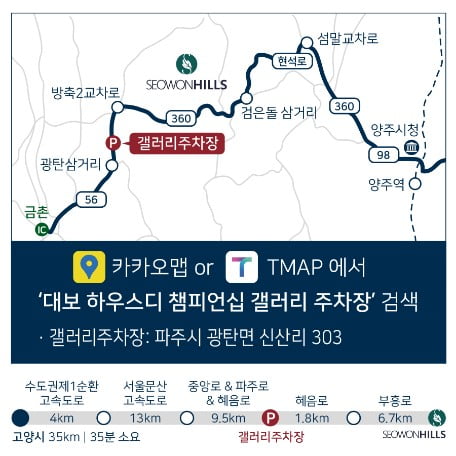 섬말교차로
현석로
SEOWONHILLS
방축2교차로
360
검은돌 삼거리
360
양주시청
P 갤러리주차장
98
광탄삼거리
양주역
56
금촌
IC
카카오맵 or T TMAP 에서
‘대보 하우스디 챔피언십 갤러리 주차장’ 검색
· 갤러리주차장: 파주시 광탄면 신산리 303
수도권제1순환 고속도로
서울문산 고속도로
중앙로 & 파주로 & 혜음로
혜음로
부흥로
4km
13km
9.5km
P
1.8km
6.7km
고양시 35km | 35분 소요
갤러리주차장
SEOWONHILLS